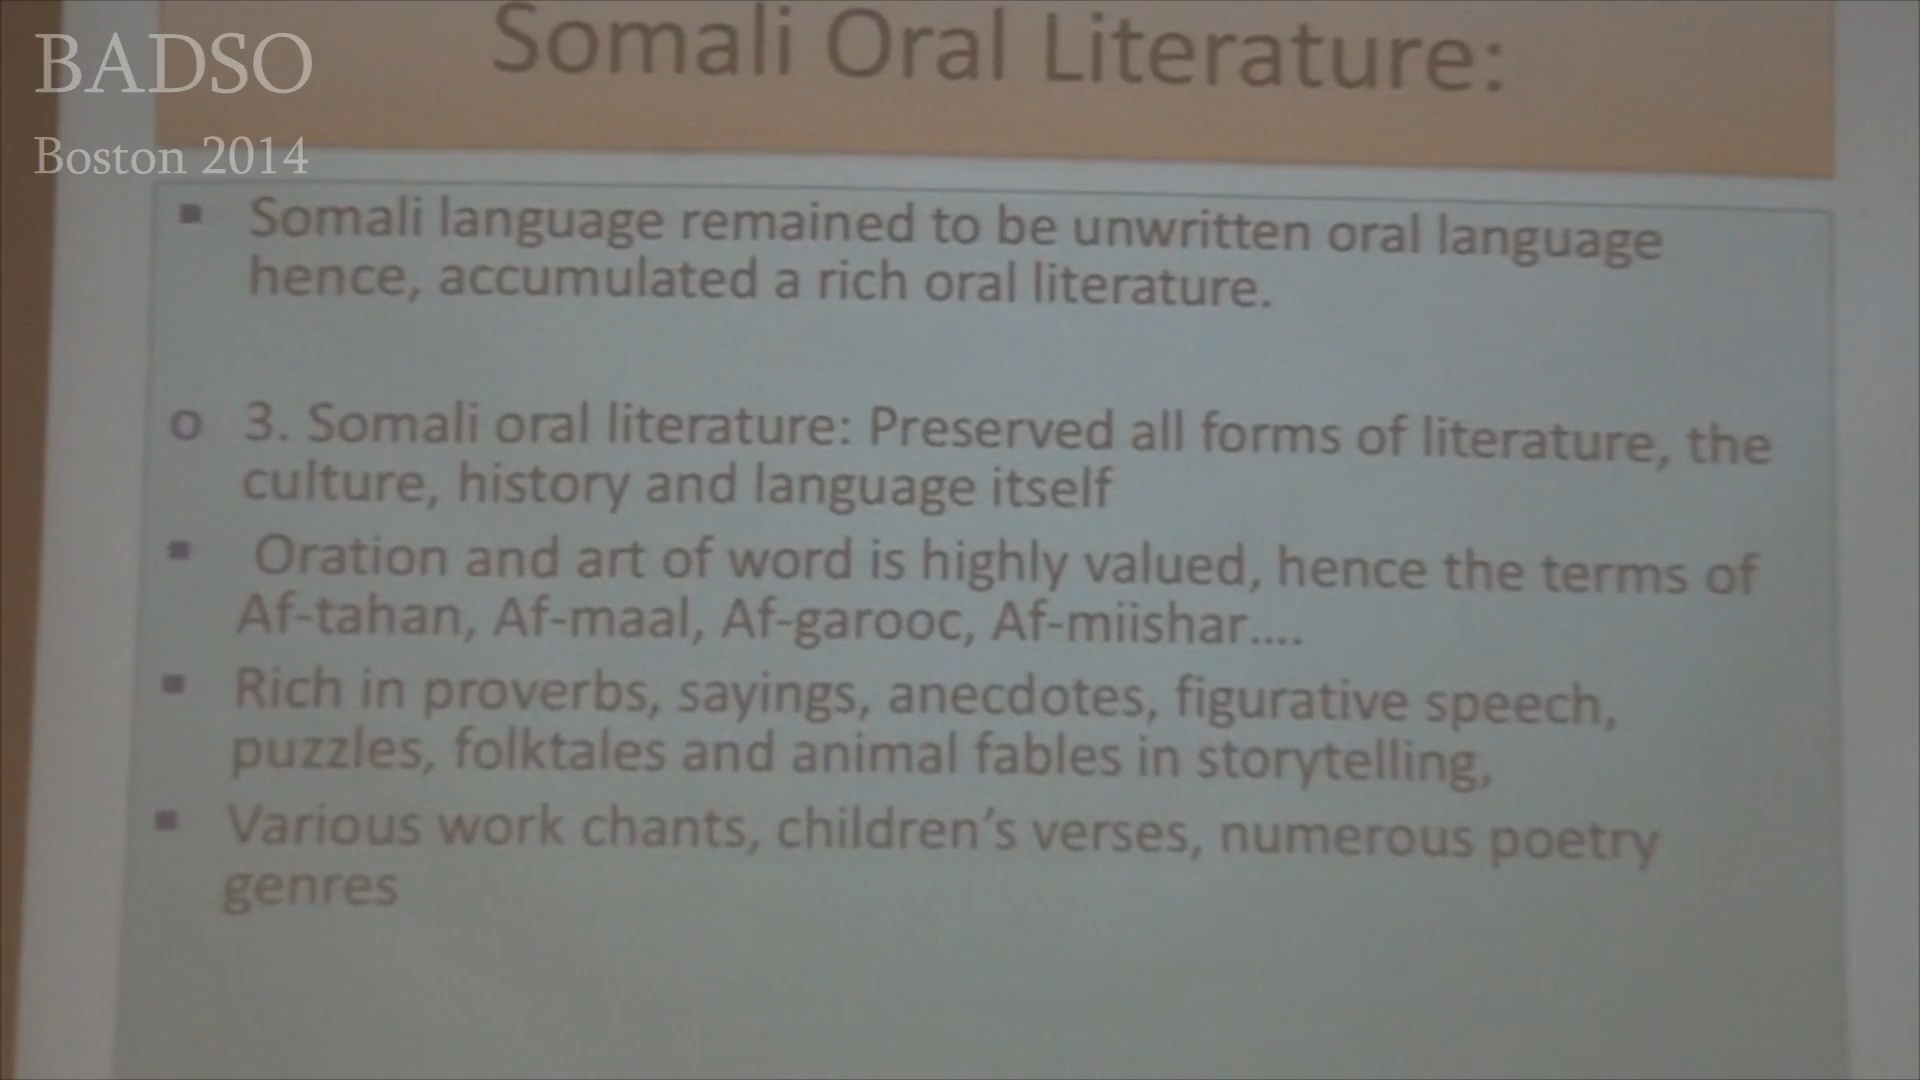 BADSO
Boston 2014
Somali Oral Literature:
▪ Somali language remained to be unwritten oral language
hence, accumulated a rich oral literature.
o 3. Somali oral literature: Preserved all forms of literature, the
culture, history and language itself
▪ Oration and art of word is highly valued, hence the terms of
Af-tahan, Af-maal, Af-garooc, Af-miishar....
▪ Rich in proverbs, sayings, anecdotes, figurative speech,
puzzles, folktales and animal fables in storytelling,
▪ Various work chants, children's verses, numerous poetry
genres